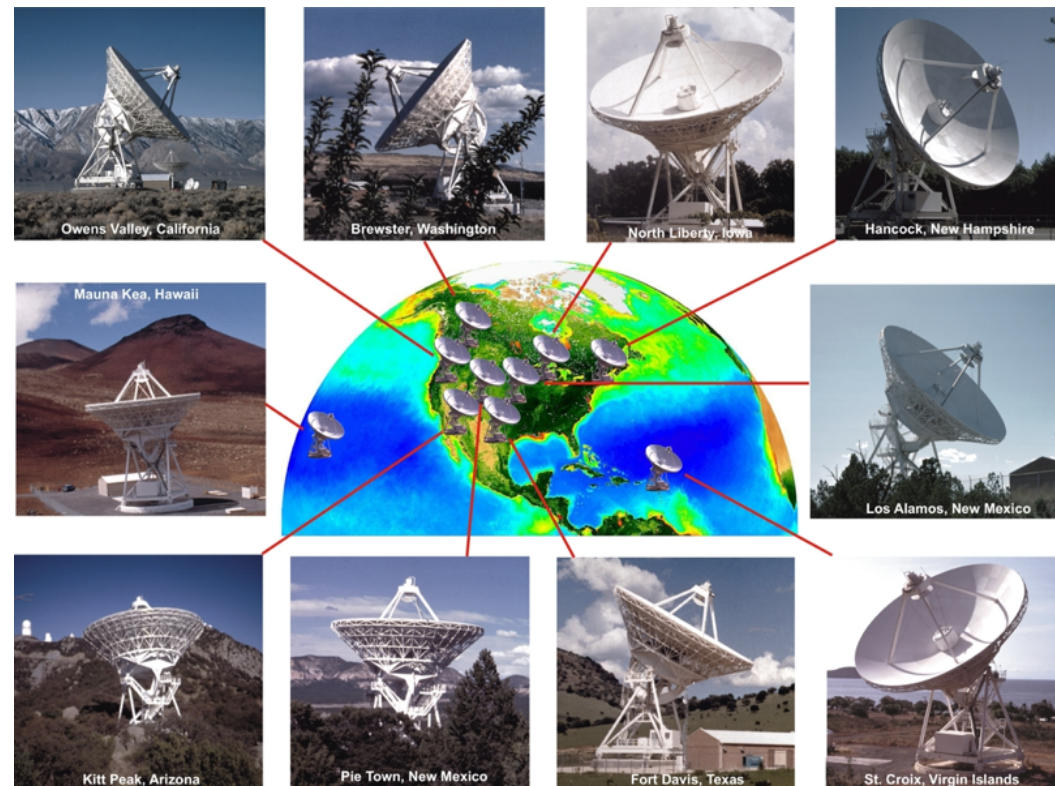 Owens Valley, California
Brewster, Washington
North Liberty, Iowa
Hancock, New Hampshire
Mauna Kea, Hawaii
Los Alamos, New Mexico
Kitt Peak, Arizona
Pie Town, New Mexico
Fort Davis, Texas
St. Croix, Virgin Islands